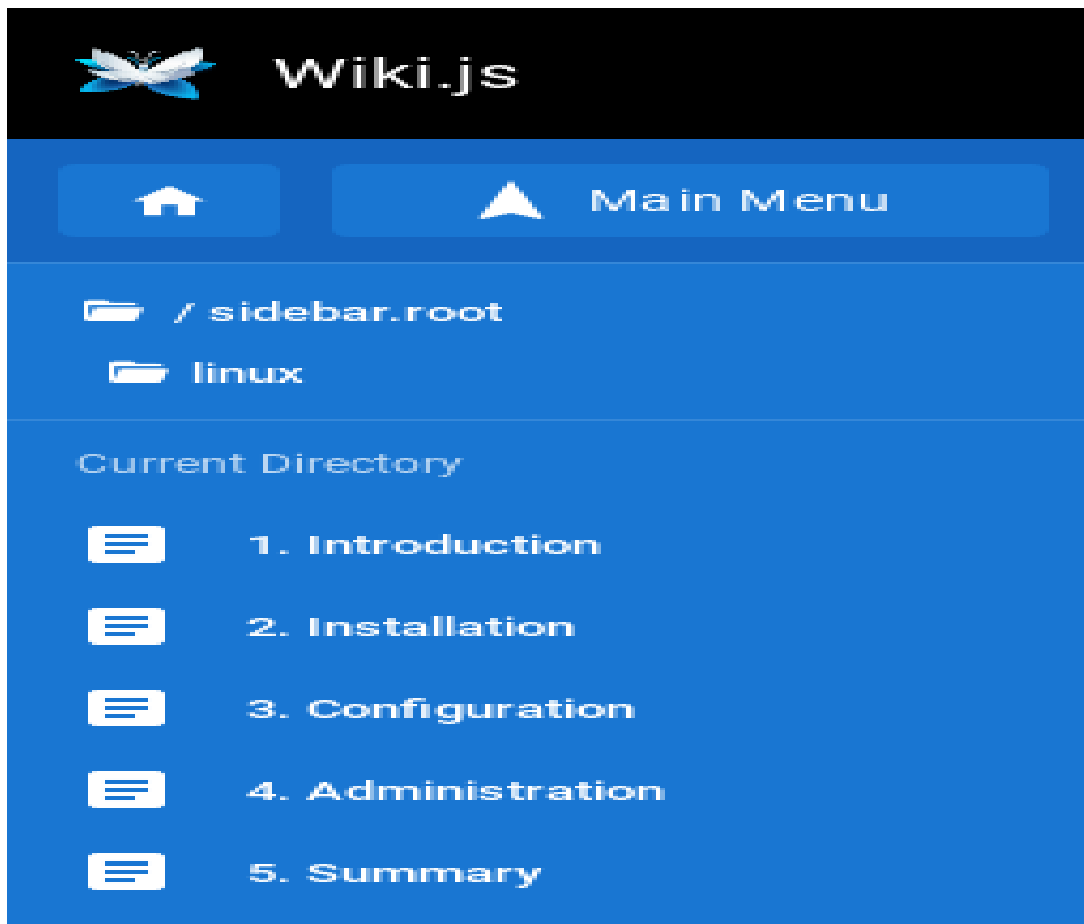 Wiki.js
Main Menu
/ sidebar.root
linux
Current Directory
1. Introduction
2. Installation
3. Configuration
4. Administration
5. Summary